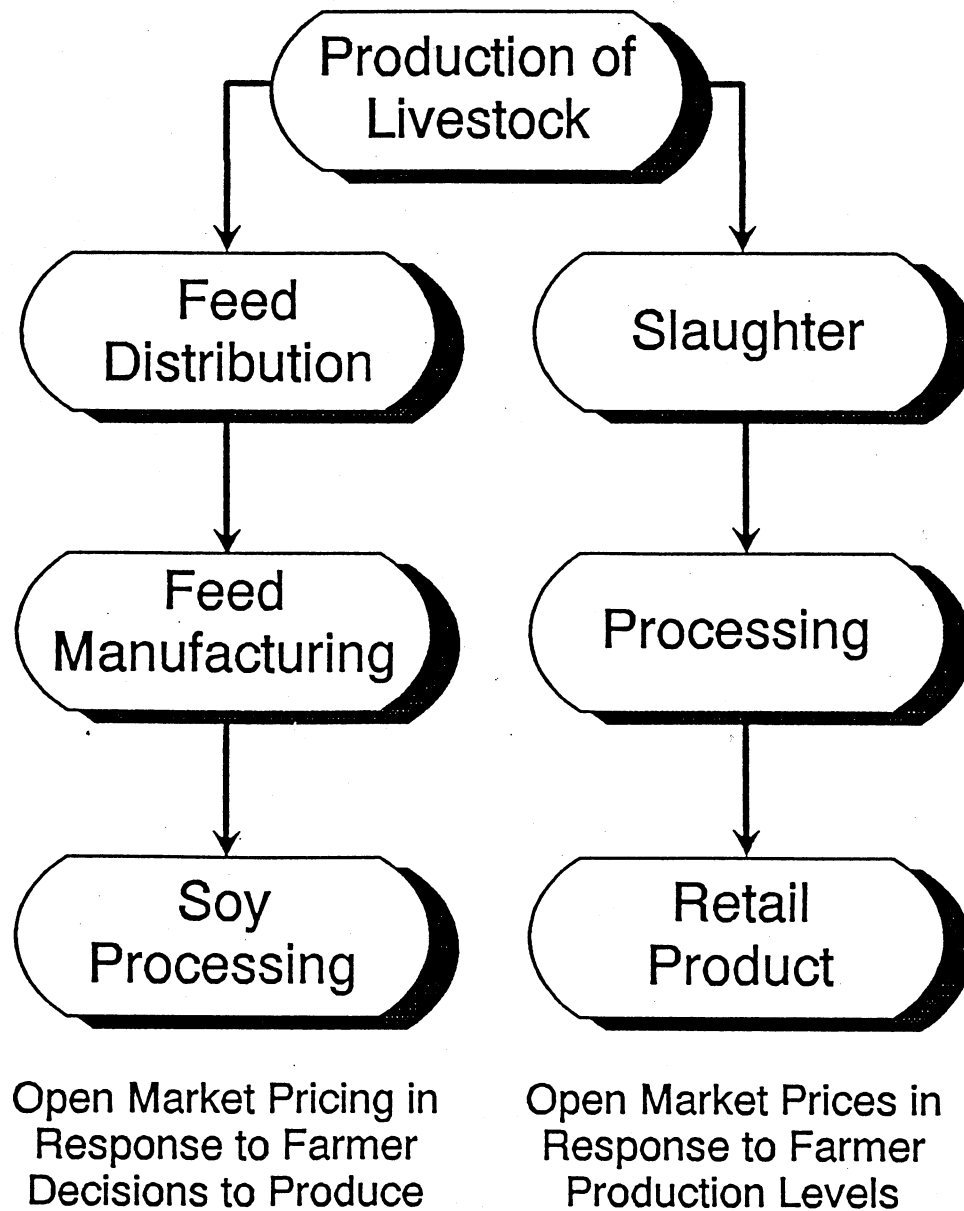 Production of
Livestock
Feed
Distribution
Feed
Manufacturing
Soy
Processing
Open Market Pricing in
Response to Farmer
Decisions to Produce
Slaughter
Processing
Retail
Product
Open Market Prices in
Response to Farmer
Production Levels